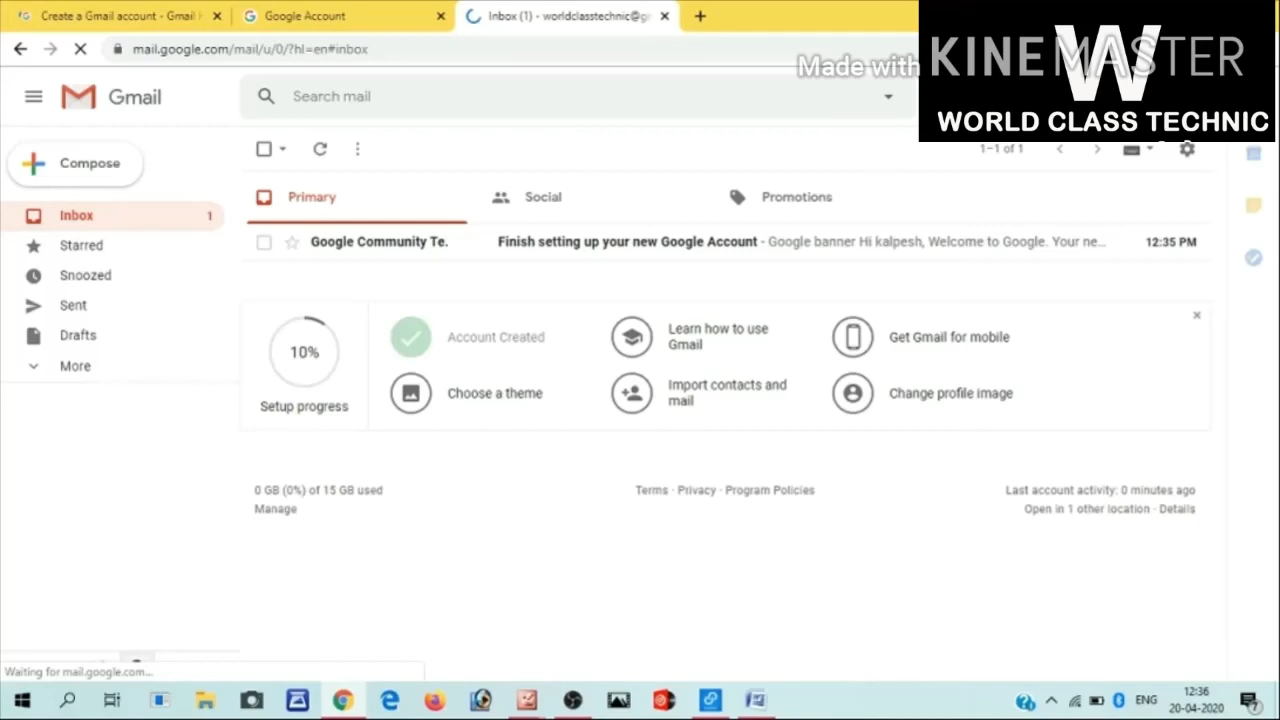 Create a Gmail account - Gmail
Google Account
Inbox (1) - worldclasstechnic@g
mail.google.com/mail/u/0/?hl=en#inbox
Made with KINEMASTER
W
WORLD CLASS TECHNIC
Gmail
Search mail
Compose
1–1 of 1
Primary
Social
Promotions
Inbox
1
Google Community Te.
Finish setting up your new Google Account - Google banner Hi kalpesh, Welcome to Google. Your ne...
12:35 PM
Starred
Snoozed
Sent
Drafts
More
10%
Setup progress
Account Created
Learn how to use
Gmail
Get Gmail for mobile
Choose a theme
Import contacts and
mail
Change profile image
0 GB (0%) of 15 GB used
Manage
Terms · Privacy · Program Policies
Last account activity: 0 minutes ago
Open in 1 other location · Details
Waiting for mail.google.com...
ENG
12:36
20-04-2020